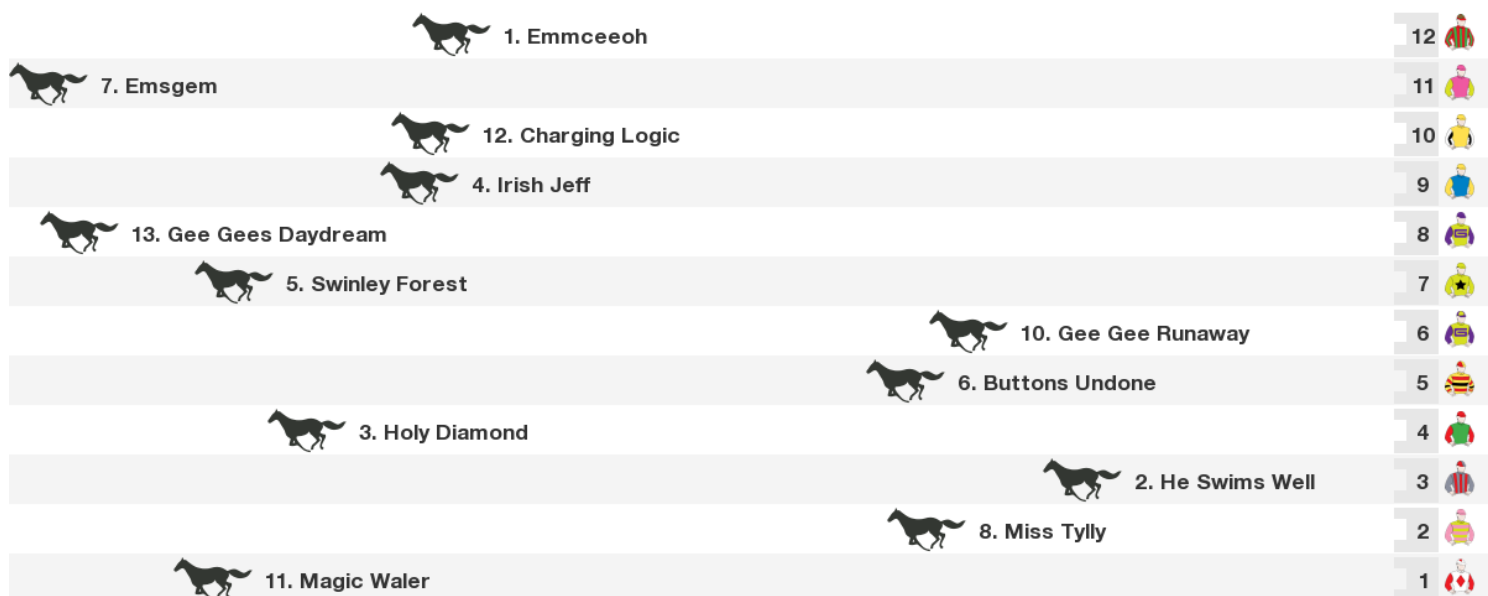 1. Emmceeoh 12
7. Emsgem 11
12. Charging Logic 10
4. Irish Jeff 9
13. Gee Gees Daydream 8
5. Swinley Forest 7
10. Gee Gee Runaway 6
6. Buttons Undone 5
3. Holy Diamond 4
2. He Swims Well 3
8. Miss Tylly 2
11. Magic Waler 1